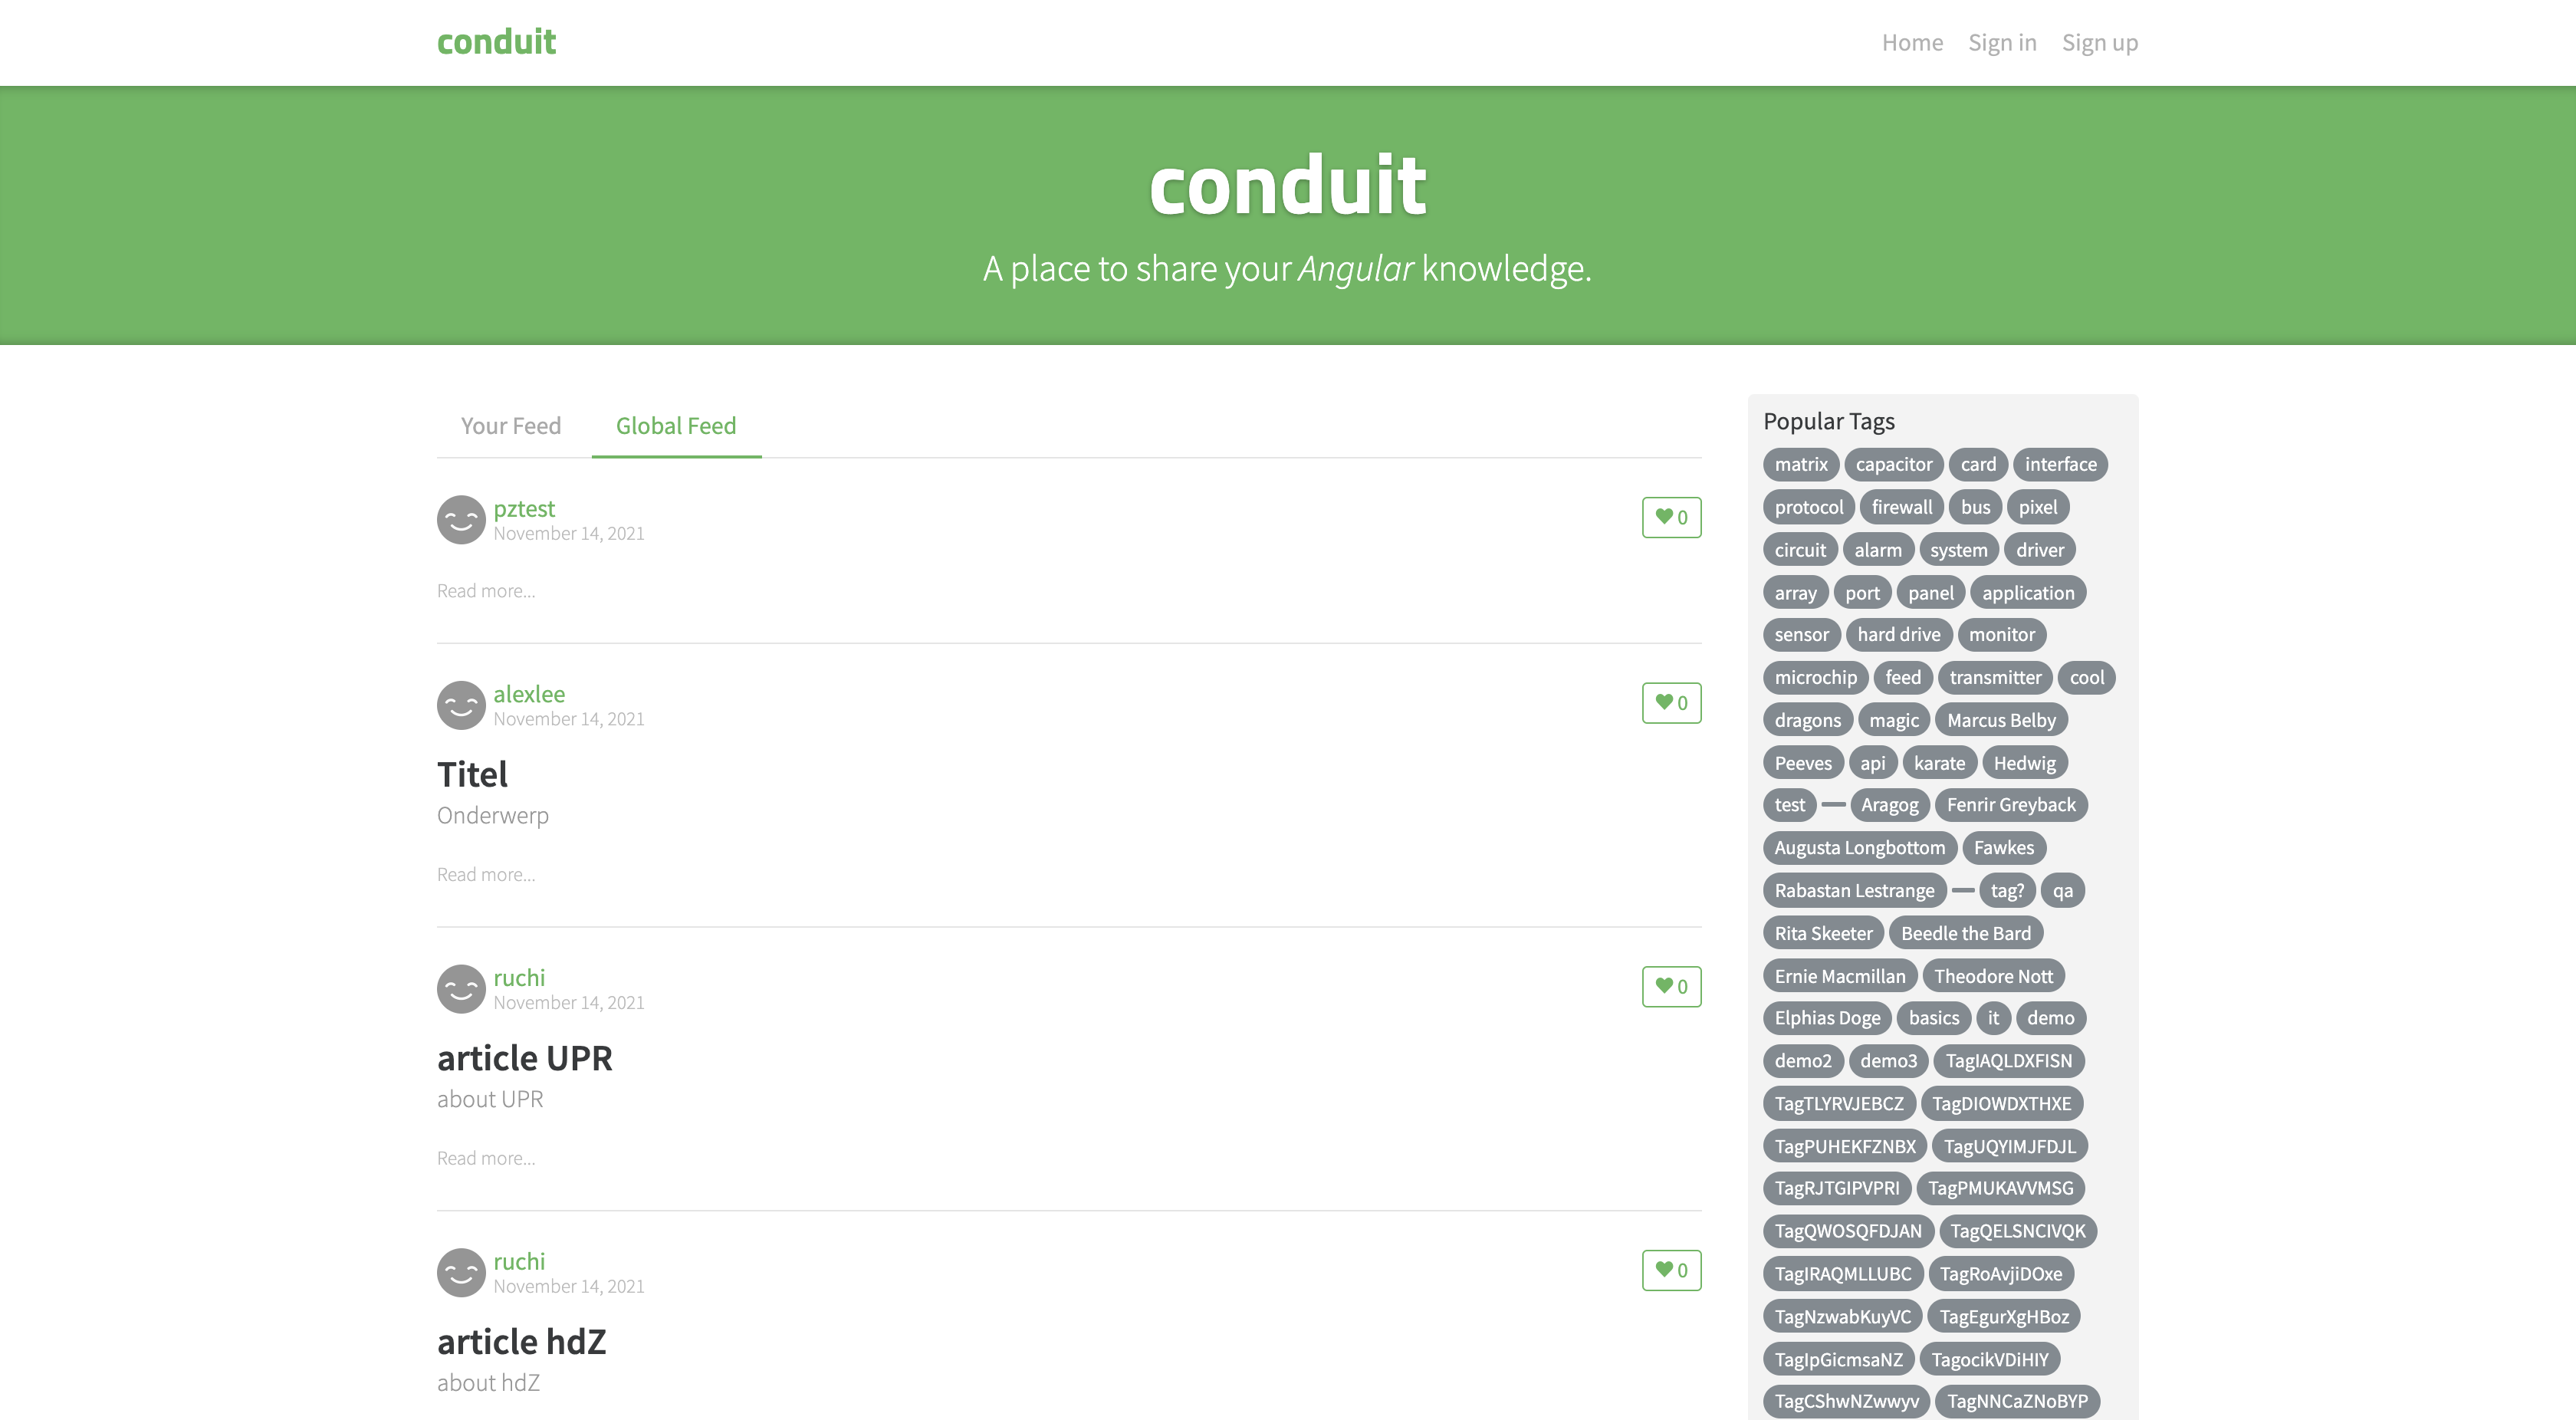 conduit
Home Sign in Sign up
conduit
A place to share your Angular knowledge.
Your Feed Global Feed
pztest
November 14, 2021
0
Read more...
alexlee
November 14, 2021
0
Titel
Onderwerp
Read more...
ruchi
November 14, 2021
0
article UPR
about UPR
Read more...
ruchi
November 14, 2021
0
article hdZ
about hdZ
Popular Tags
matrix capacitor card interface
protocol firewall bus pixel
circuit alarm system driver
array port panel application
sensor hard drive monitor
microchip feed transmitter cool
dragons magic Marcus Belby
Peeves api karate Hedwig
test Aragog Fenrir Greyback
Augusta Longbottom Fawkes
Rabastan Lestrange tag? qa
Rita Skeeter Beedle the Bard
Ernie Macmillan Theodore Nott
Elphias Doge basics it demo
demo2 demo3 TagIAQLDXFISN
TagTLYRVJEBCZ TagDIOWDXTHXE
TagPUHEKFZNBX TagUQYIMJFDJL
TagRJTGIPVPRI TagPMUKAVVMSG
TagQWOSQFDJAN TagQELSNCIVQK
TagIRAQMLLUBC TagRoAvjiDOxe
TagNzwabKuyVC TagEgurXgHBoz
TagIpGicmsaNZ TagocikVDiHIY
TagCShwNZwwyv TagNNCaZNoBYP